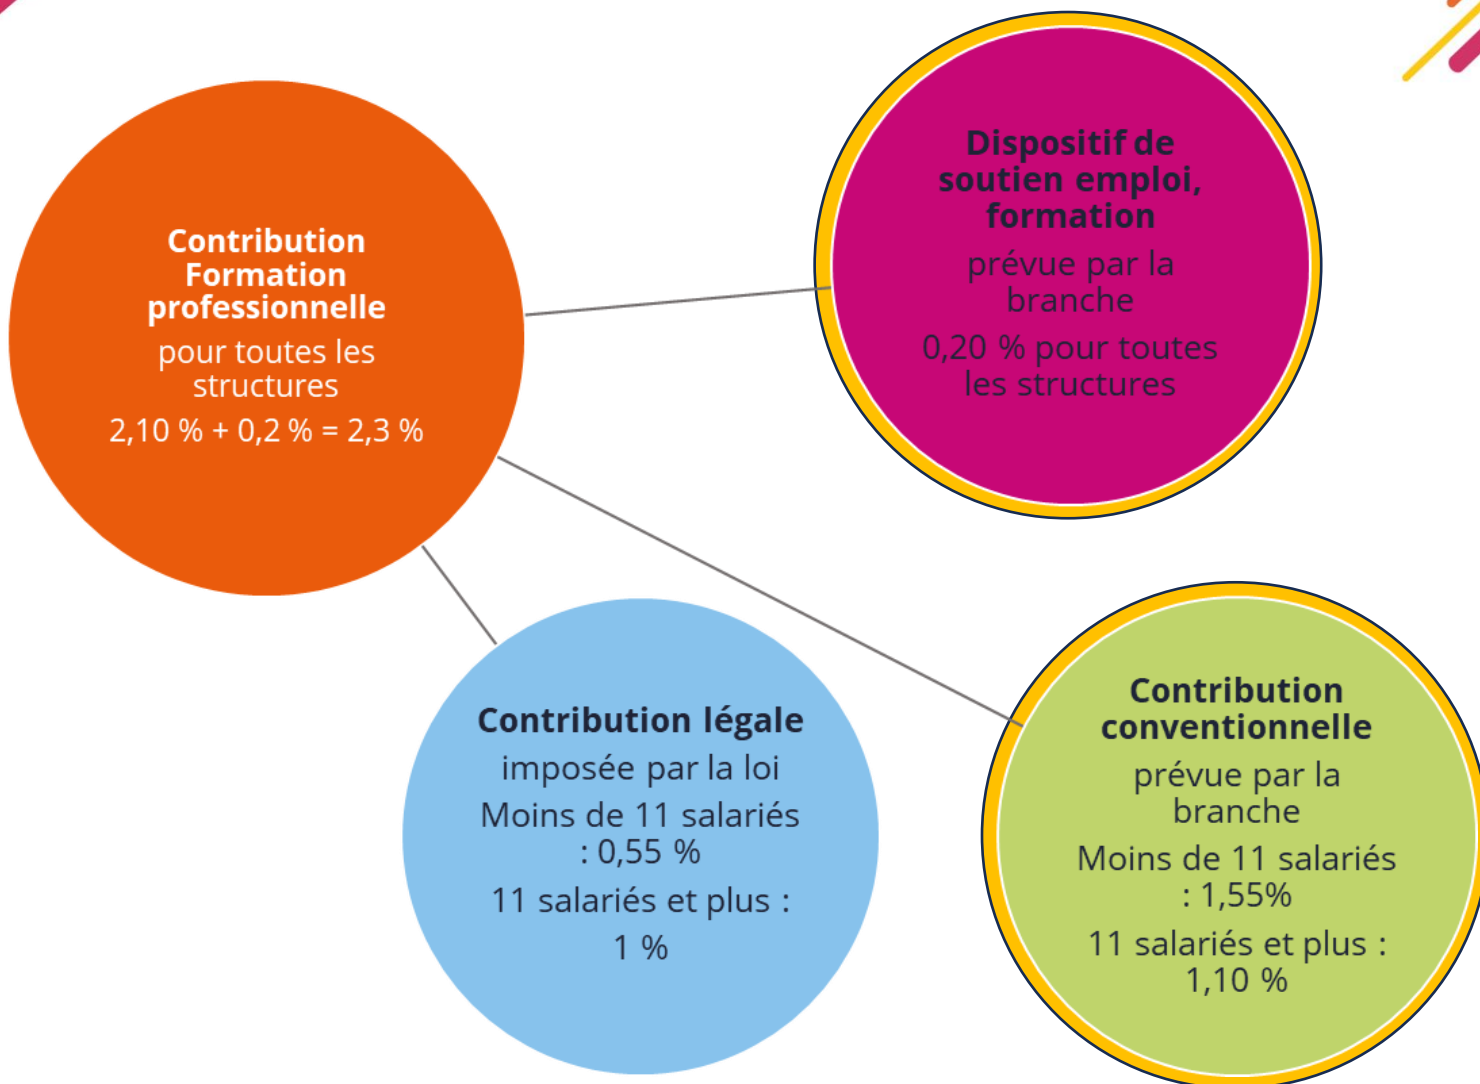 Contribution
Formation
professionnelle
pour toutes les
structures
2,10 % + 0,2 % = 2,3 %
Dispositif de
soutien emploi,
formation
prévue par la
branche
0,20 % pour toutes
les structures
Contribution légale
imposée par la loi
Moins de 11 salariés
: 0,55 %
11 salariés et plus :
1 %
Contribution
conventionnelle
prévue par la
branche
Moins de 11 salariés
: 1,55%
11 salariés et plus :
1,10 %